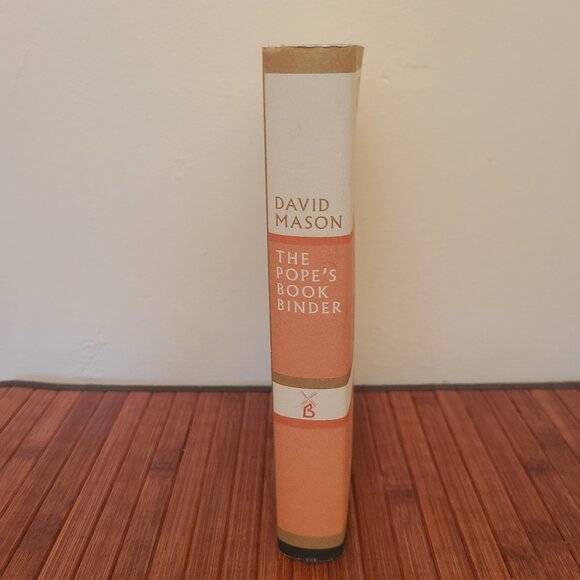 DAVID
MASON
THE
POPE'S
BOOK
BINDER
B